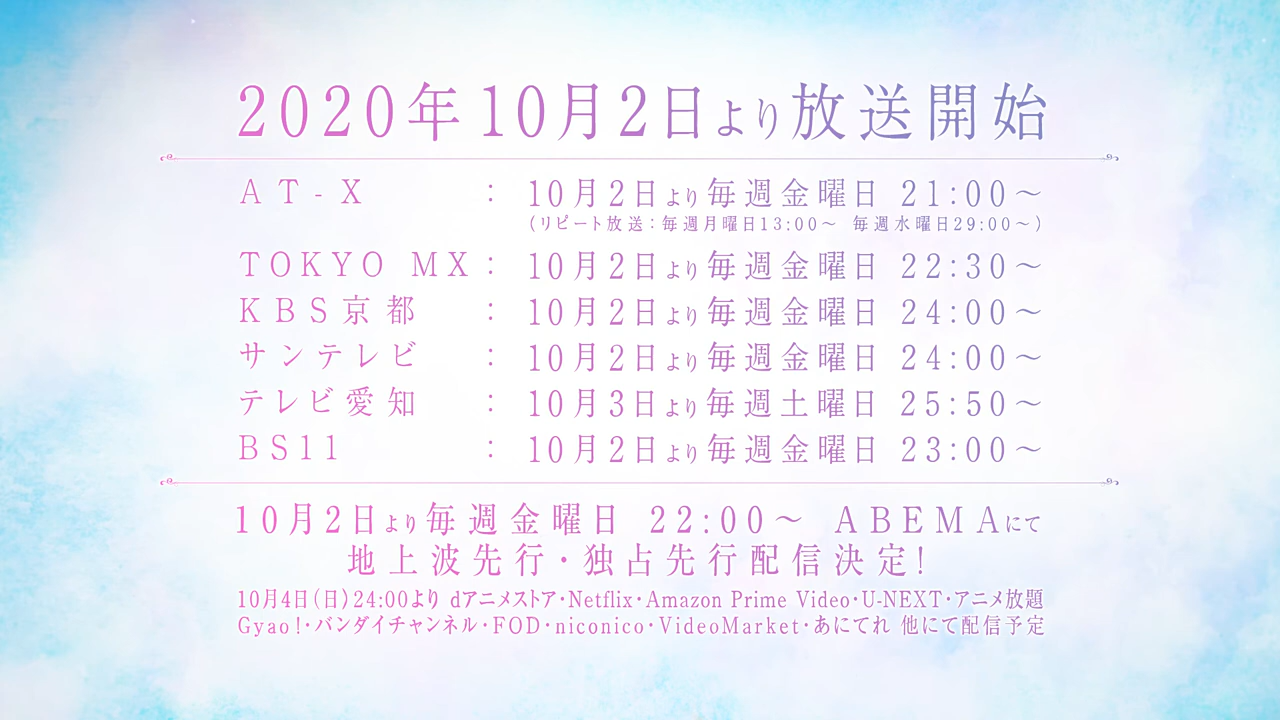 2020年10月2日より放送開始
AT-X : 10月2日より毎週金曜日 21:00～
(リピート放送：毎週月曜日13:00～ 毎週水曜日29:00～)
TOKYO MX : 10月2日より毎週金曜日 22:30～
KBS京都 : 10月2日より毎週金曜日 24:00～
サンテレビ : 10月2日より毎週金曜日 24:00～
テレビ愛知 : 10月3日より毎週土曜日 25:50～
BS11 : 10月2日より毎週金曜日 23:00～
10月2日より毎週金曜日 22:00～ ABEMAにて
地上波先行・独占先行配信決定!
10月4日(日)24:00より dアニメストア・Netflix・Amazon Prime Video・U-NEXT・アニメ放題
Gyao!・バンダイチャンネル・FOD・niconico・VideoMarket・あにてれ 他にて配信予定